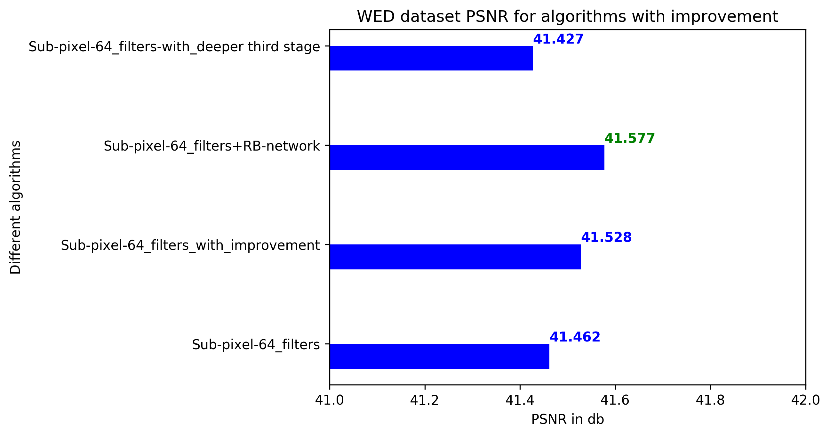 WED dataset PSNR for algorithms with improvement
Sub-pixel-64_filters-with_deeper third stage
41.427
Sub-pixel-64_filters+RB-network
41.577
Sub-pixel-64_filters_with_improvement
41.528
Sub-pixel-64_filters
41.462
Different algorithms
41.0 41.2 41.4 41.6 41.8 42.0
PSNR in db